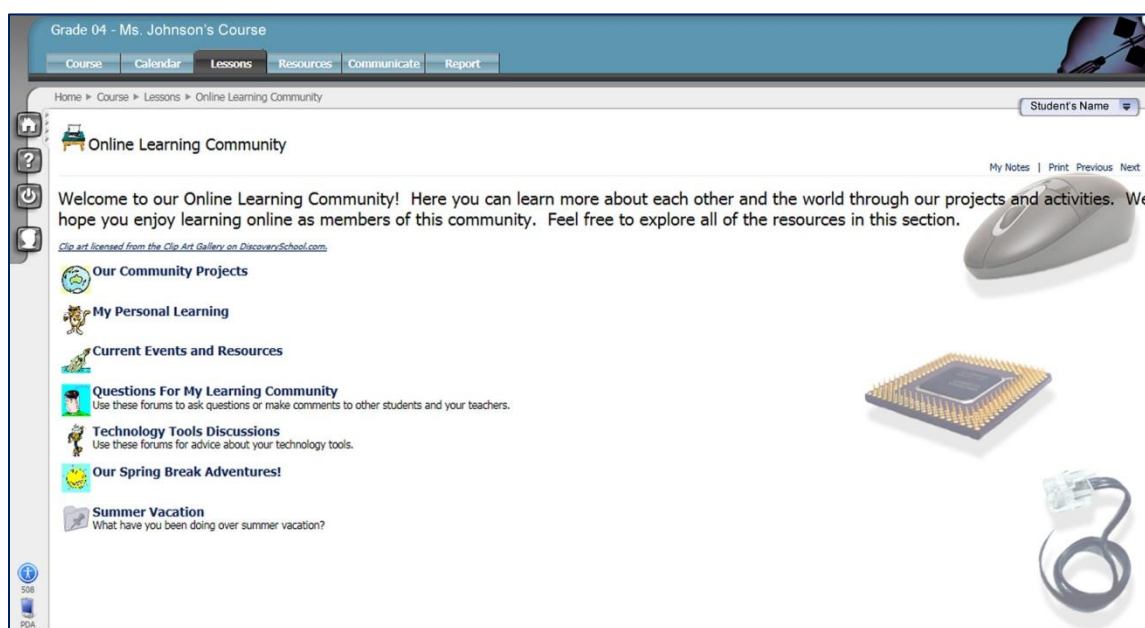 Grade 04 - Ms. Johnson's Course
Course Calendar Lessons Resources Communicate Report
Home ▸ Course ▸ Lessons ▸ Online Learning Community
Student's Name
Online Learning Community
My Notes | Print Previous Next
Welcome to our Online Learning Community! Here you can learn more about each other and the world through our projects and activities. We
hope you enjoy learning online as members of this community. Feel free to explore all of the resources in this section.
Clip art licensed from the Clip Art Gallery on DiscoverySchool.com.
Our Community Projects
My Personal Learning
Current Events and Resources
Questions For My Learning Community
Use these forums to ask questions or make comments to other students and your teachers.
Technology Tools Discussions
Use these forums for advice about your technology tools.
Our Spring Break Adventures!
Summer Vacation
What have you been doing over summer vacation?
508
PDA